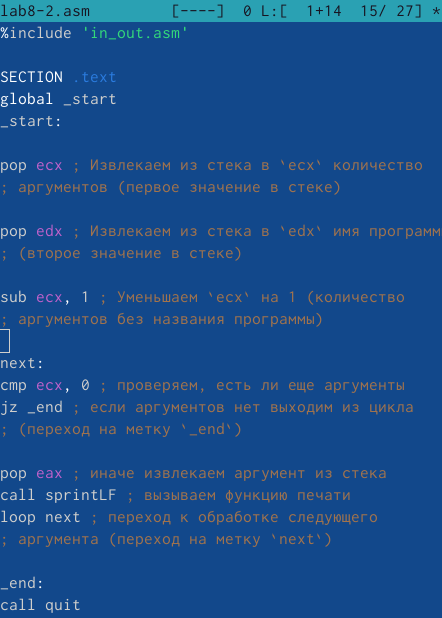 lab8-2.asm [----] 0 L:[ 1+14 15/ 27] *
%include 'in_out.asm'
SECTION .text
global _start
_start:
pop ecx ; Извлекаем из стека в `ecx` количество
; аргументов (первое значение в стеке)
pop edx ; Извлекаем из стека в `edx` имя программ
; (второе значение в стеке)
sub ecx, 1 ; Уменьшаем `ecx` на 1 (количество
; аргументов без названия программы)
next:
cmp ecx, 0 ; проверяем, есть ли еще аргументы
jz _end ; если аргументов нет выходим из цикла
; (переход на метку `_end`)
pop eax ; иначе извлекаем аргумент из стека
call sprintLF ; вызываем функцию печати
loop next ; переход к обработке следующего
; аргумента (переход на метку `next`)
_end:
call quit